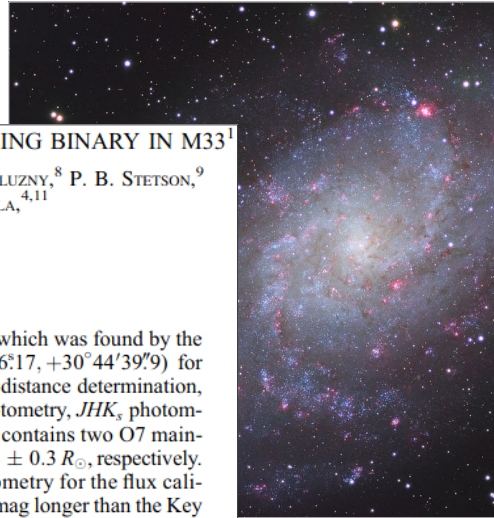 ING BINARY IN M33¹
LUZNY,⁸ P. B. STETSON,⁹
LA,⁴,¹¹
which was found by the
6ˢ.17, +30°44′39″.9) for
distance determination,
otometry, JHKₛ photom-
contains two O7 main-
± 0.3 R☉, respectively.
ometry for the flux cali-
mag longer than the Key